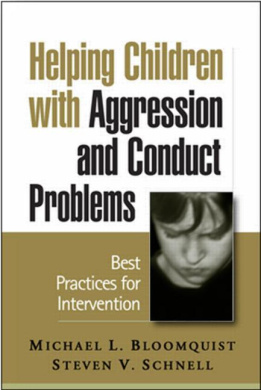 Helping Children
with Aggression
and Conduct
Problems
Best
Practices for
Intervention
MICHAEL L. BLOOMQUIST
STEVEN V. SCHNELL